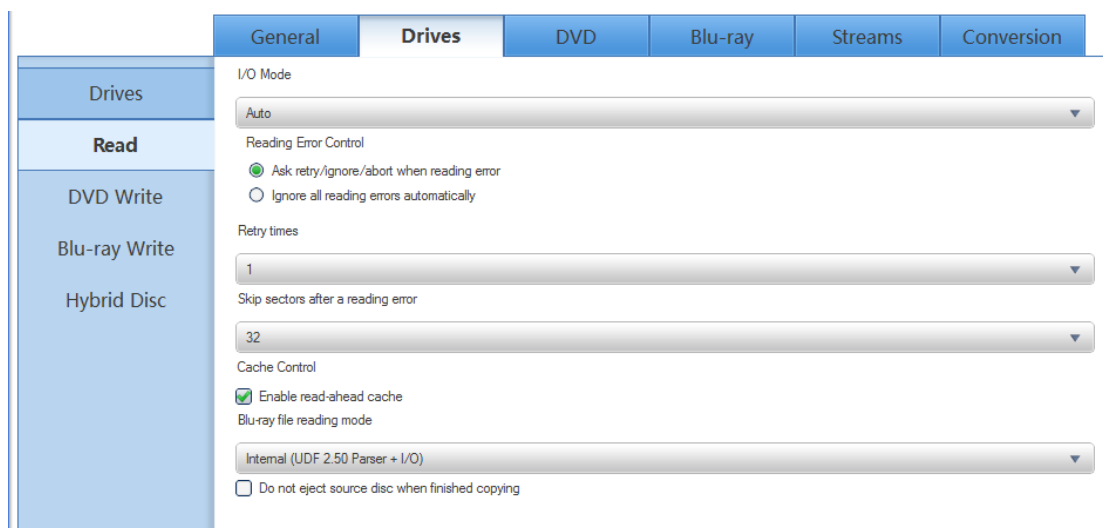 General Drives DVD Blu-ray Streams Conversion
Drives
Read
DVD Write
Blu-ray Write
Hybrid Disc
I/O Mode
Auto
Reading Error Control
Ask retry/ignore/abort when reading error
Ignore all reading errors automatically
Retry times
1
Skip sectors after a reading error
32
Cache Control
Enable read-ahead cache
Blu-ray file reading mode
Internal (UDF 2.50 Parser + I/O)
Do not eject source disc when finished copying